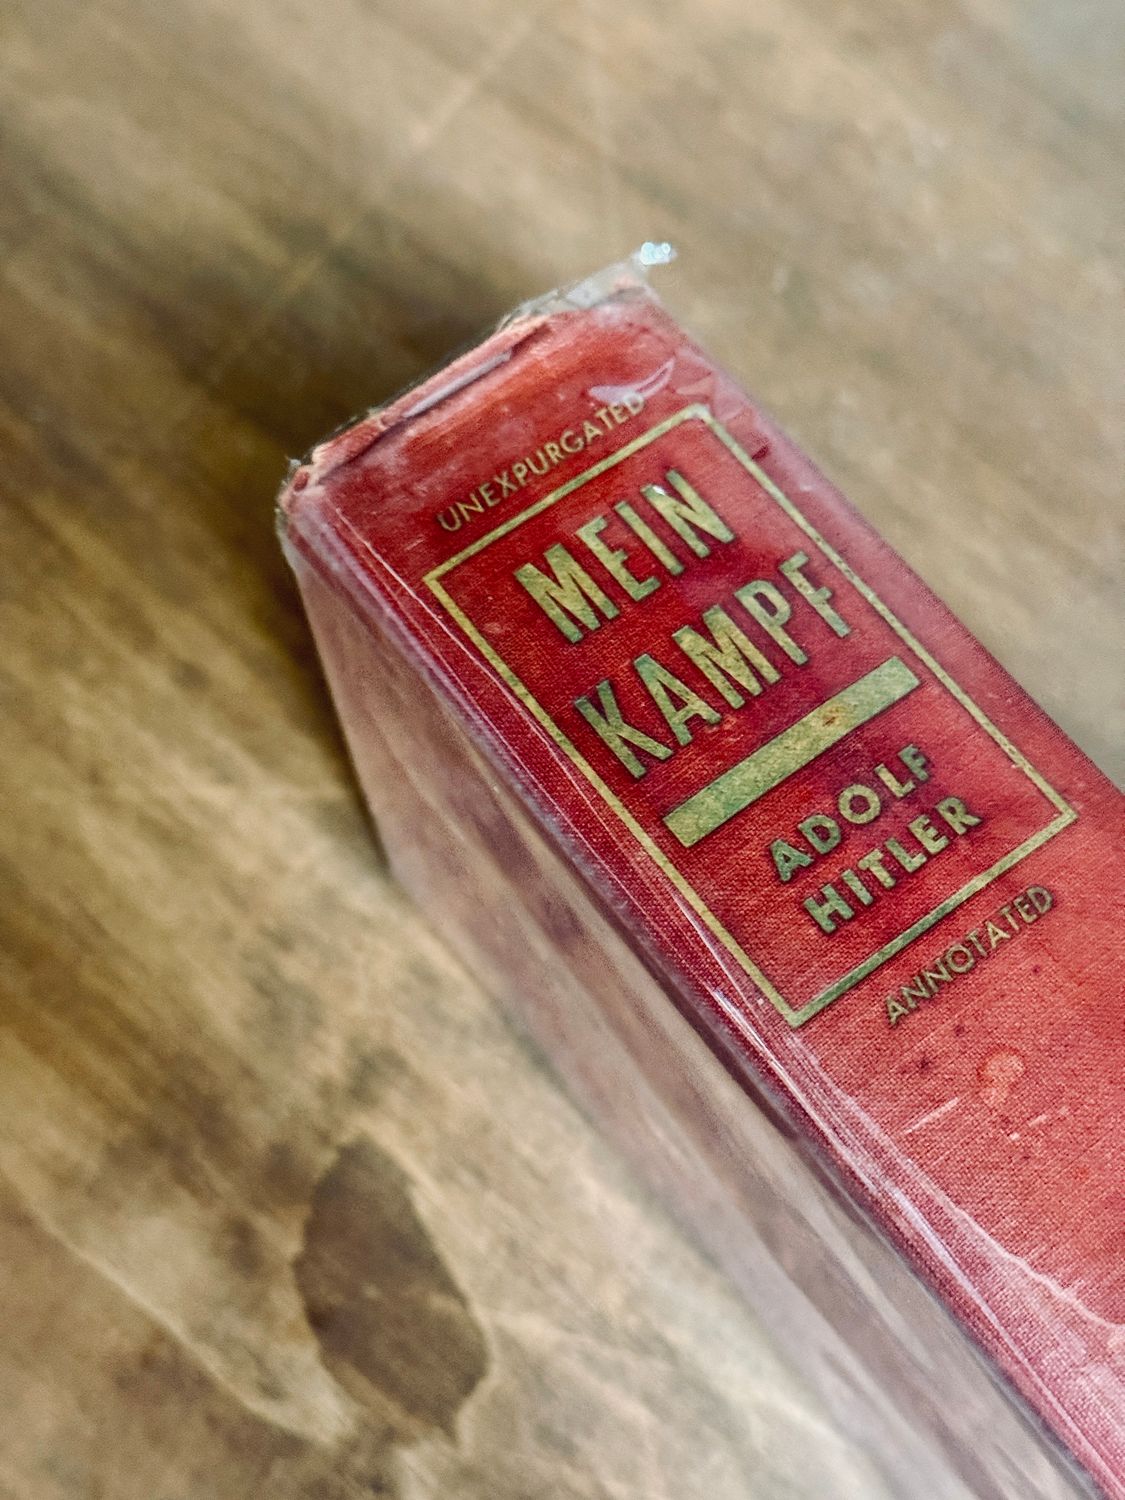 UNEXPURGATED
MEIN
KAMPF
ADOLF
HITLER
ANNOTATED